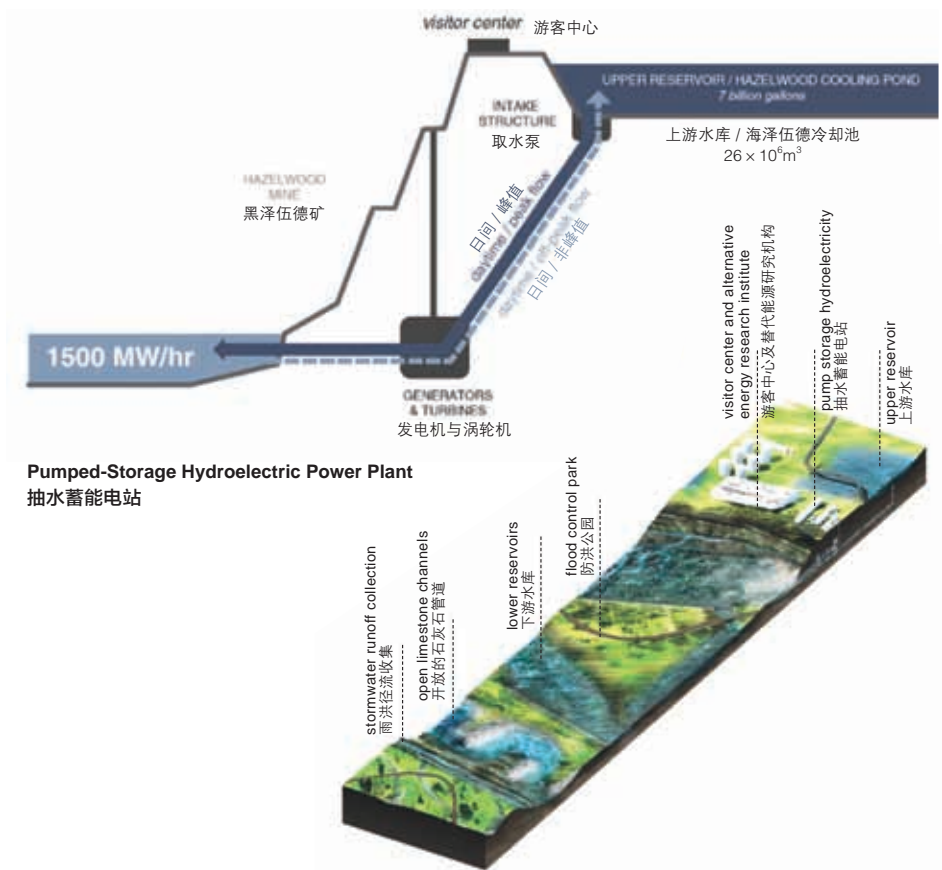 visitor center 游客中心
UPPER RESERVOIR / HAZELWOOD COOLING POND
7 billion gallons
上游水库 / 海泽伍德冷却池
26 × 10⁶m³
INTAKE
STRUCTURE
取水泵
HAZELWOOD
MINE
黑泽伍德矿
日间 / 峰值
daytime / peak flow
daytime / off-peak flow
日间 / 非峰值
1500 MW/hr
GENERATORS
& TURBINES
发电机与涡轮机
Pumped-Storage Hydroelectric Power Plant
抽水蓄能电站
stormwater runoff collection
雨洪径流收集
open limestone channels
开放的石灰石管道
lower reservoirs
下游水库
flood control park
防洪公园
visitor center and alternative
energy research institute
游客中心及替代能源研究机构
pump storage hydroelectricity
抽水蓄能电站
upper reservoir
上游水库